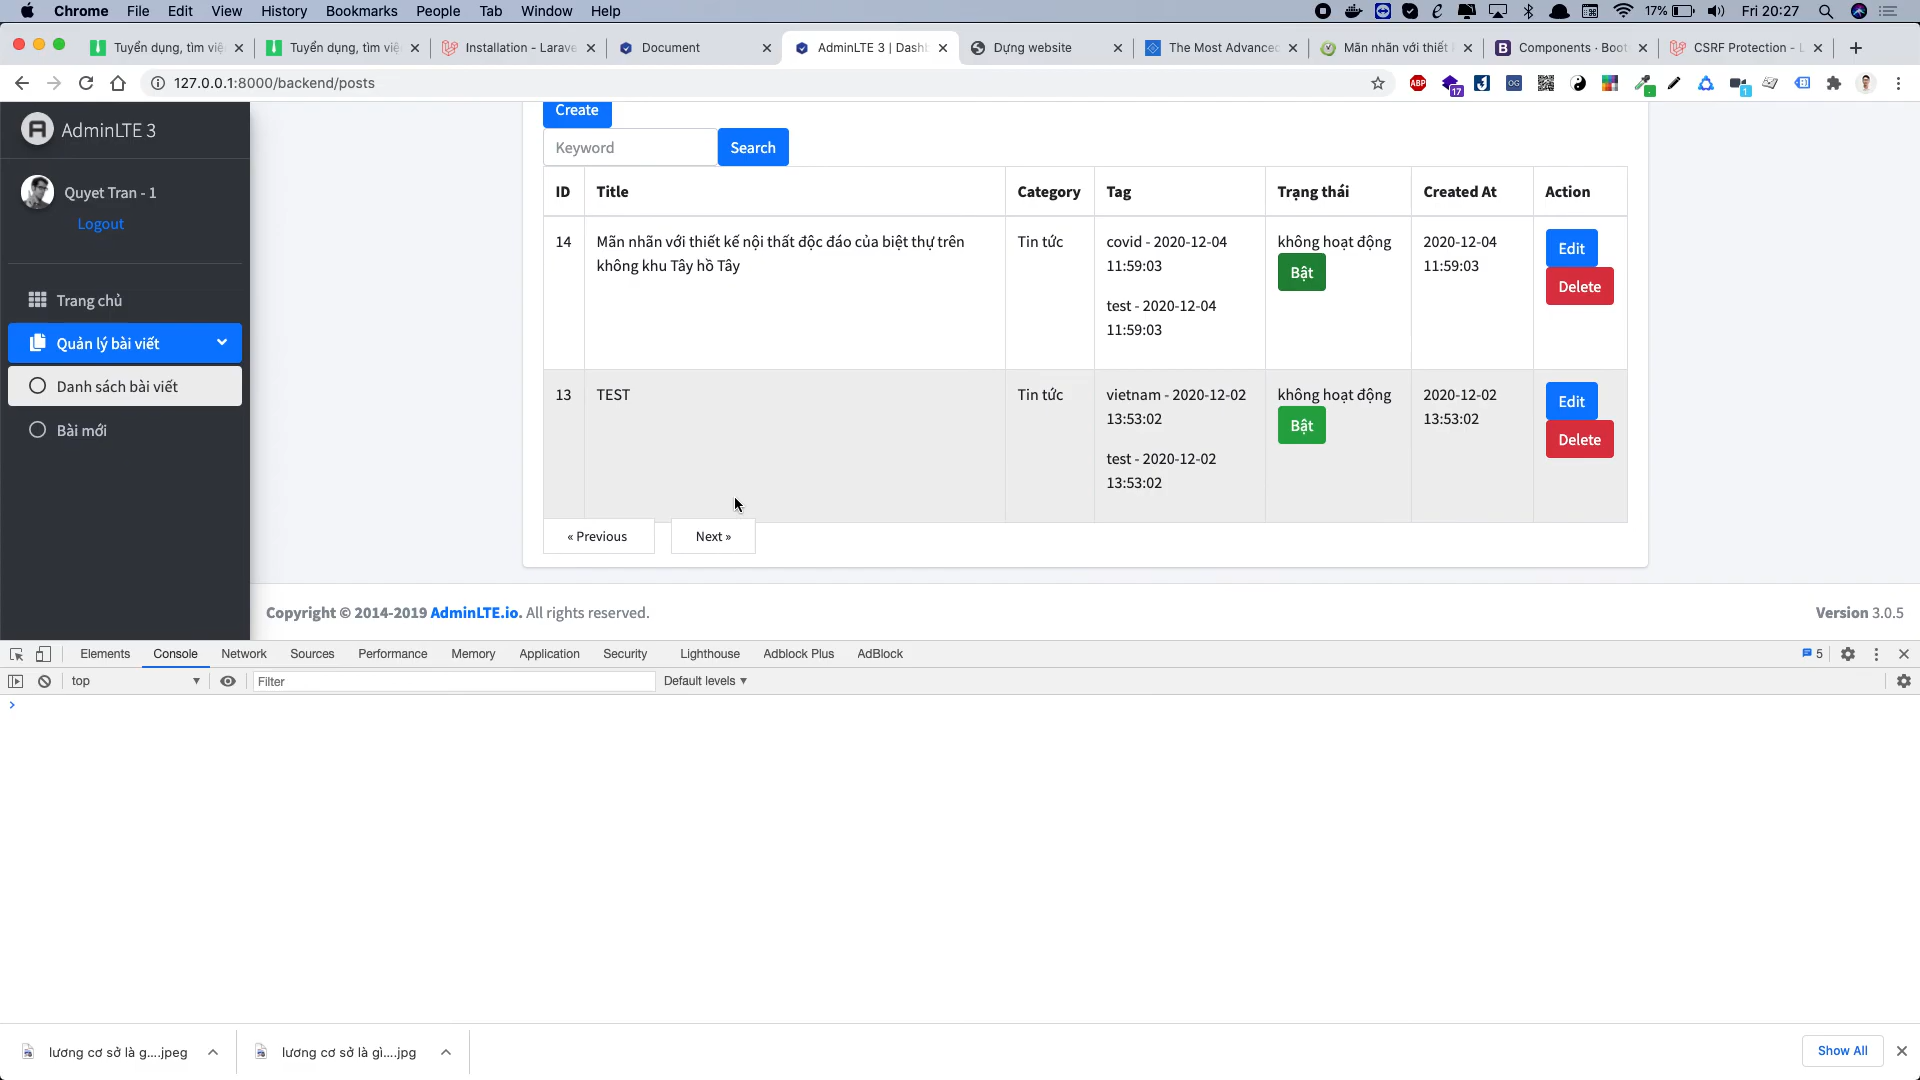 Chrome File Edit View History Bookmarks People Tab Window Help 17% Fri 20:27
Tuyển dụng, tìm việ Tuyển dụng, tìm việ Installation - Larave Document AdminLTE 3 | Dashb Dựng website The Most Advanced Mãn nhãn với thiết Components · Boot CSRF Protection - L
127.0.0.1:8000/backend/posts ABP 17 OG 1
AdminLTE 3
Quyet Tran - 1
Logout
Trang chủ
Quản lý bài viết
Danh sách bài viết
Bài mới
Create
Keyword Search
ID Title Category Tag Trạng thái Created At Action
14 Mãn nhãn với thiết kế nội thất độc đáo của biệt thự trên Tin tức covid - 2020-12-04 không hoạt động 2020-12-04 Edit
không khu Tây hồ Tây 11:59:03 Bật 11:59:03 Delete
test - 2020-12-04
11:59:03
13 TEST Tin tức vietnam - 2020-12-02 không hoạt động 2020-12-02 Edit
13:53:02 Bật 13:53:02 Delete
test - 2020-12-02
13:53:02
« Previous Next »
Copyright © 2014-2019 AdminLTE.io. All rights reserved. Version 3.0.5
Elements Console Network Sources Performance Memory Application Security Lighthouse Adblock Plus AdBlock 5
top Filter Default levels
lương cơ sở là g....jpeg lương cơ sở là gì....jpg Show All